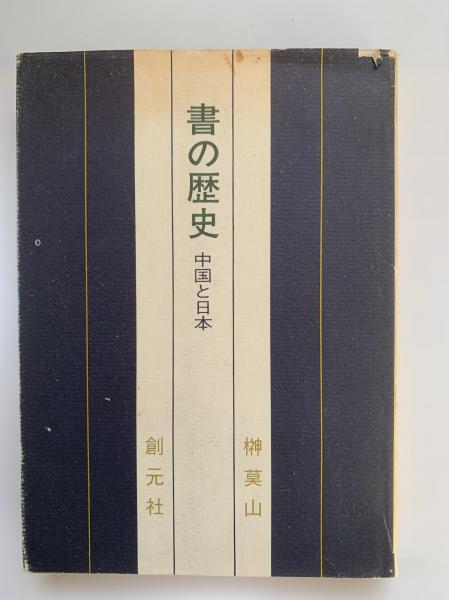 書の歴史
中国と日本
榊莫山
創元社